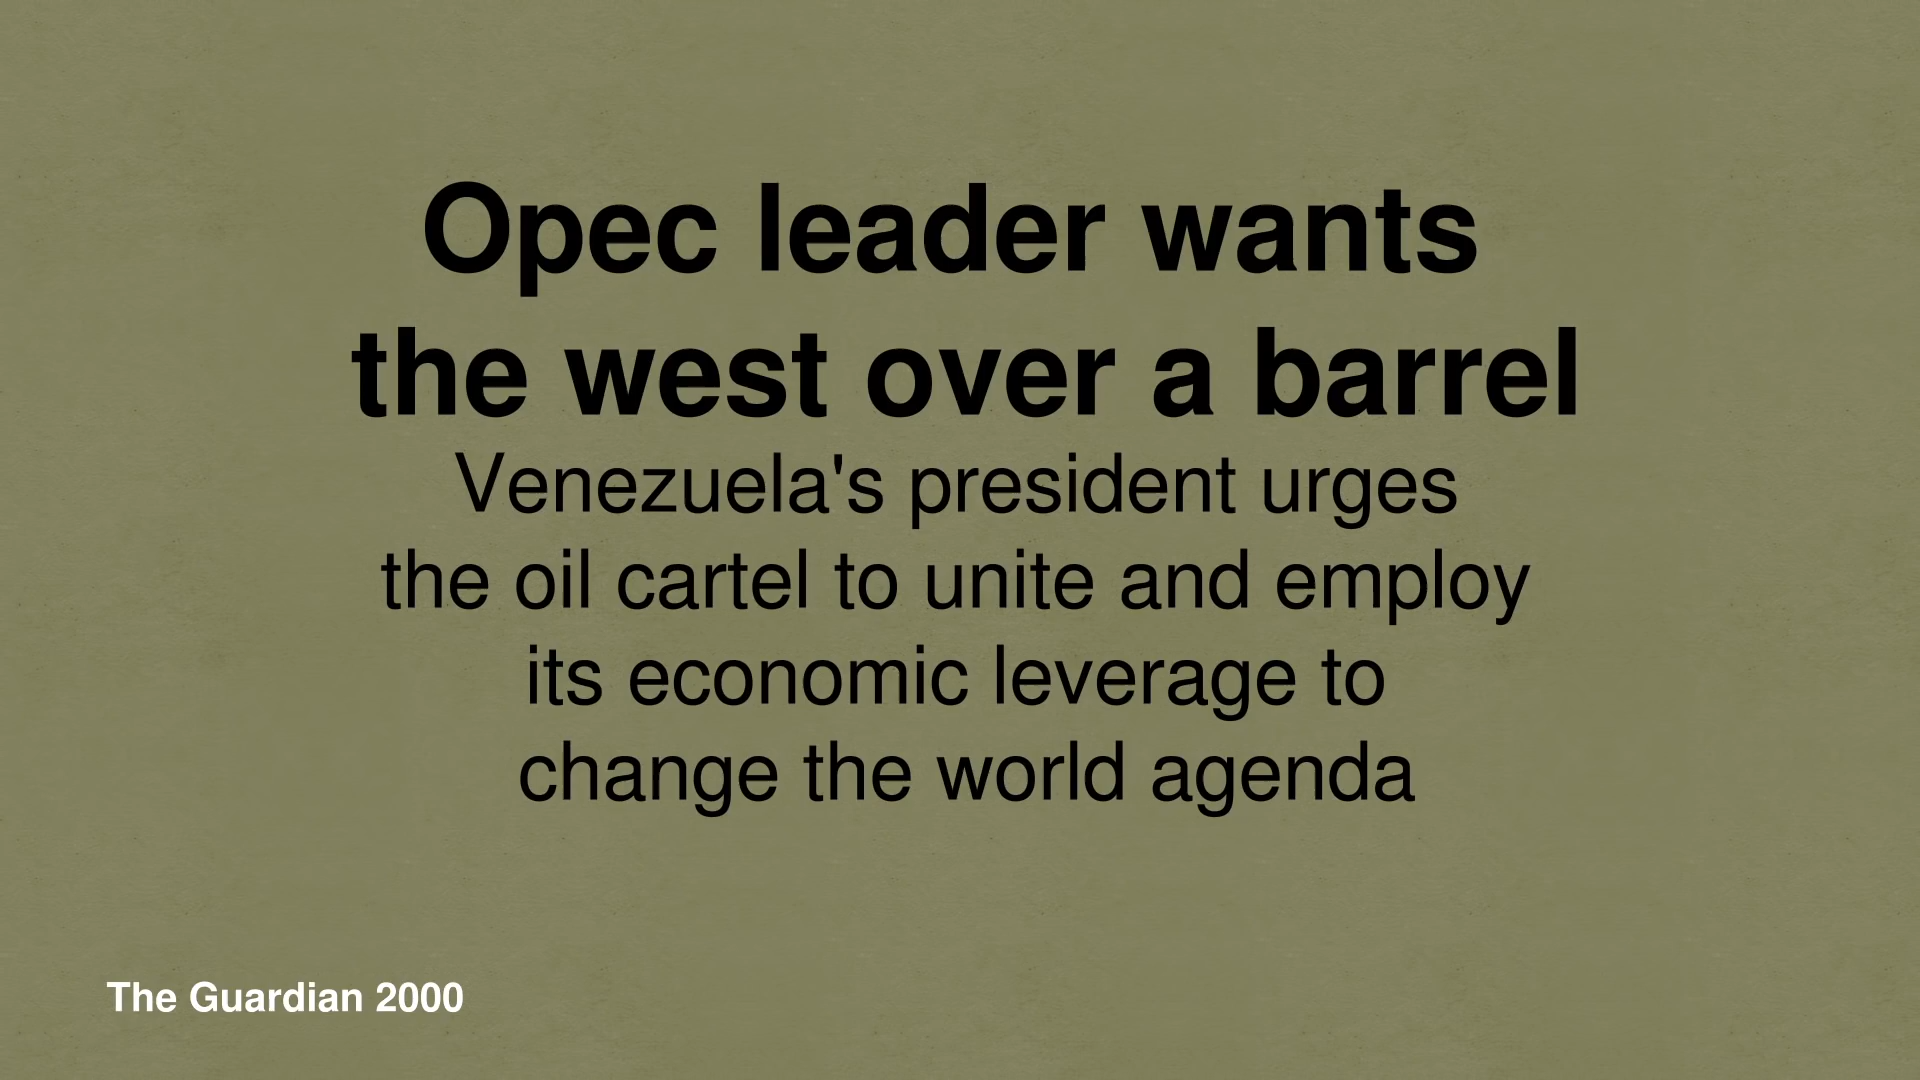 Opec leader wants
the west over a barrel
Venezuela's president urges
the oil cartel to unite and employ
its economic leverage to
change the world agenda
The Guardian 2000